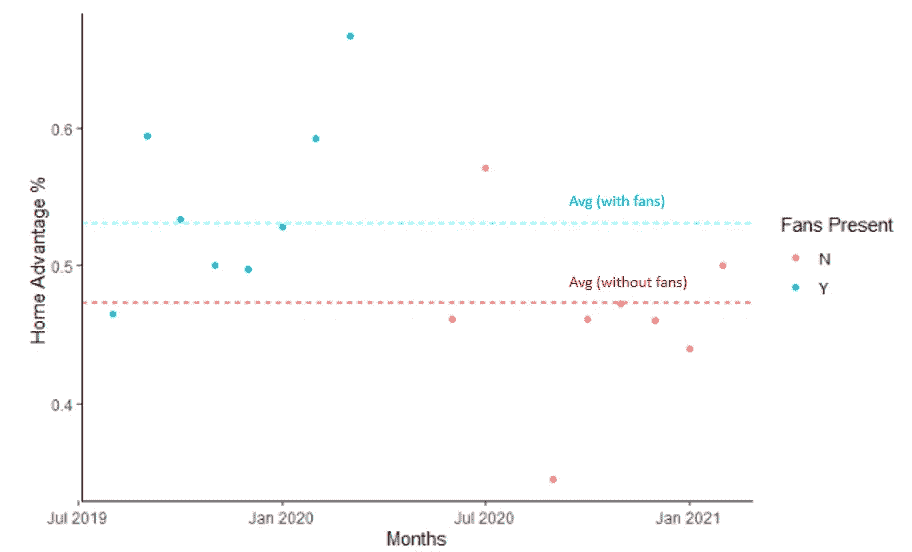 0.6
0.5
0.4
Home Advantage %
Avg (with fans)
Avg (without fans)
Fans Present
N
Y
Jul 2019
Jan 2020
Jul 2020
Jan 2021
Months